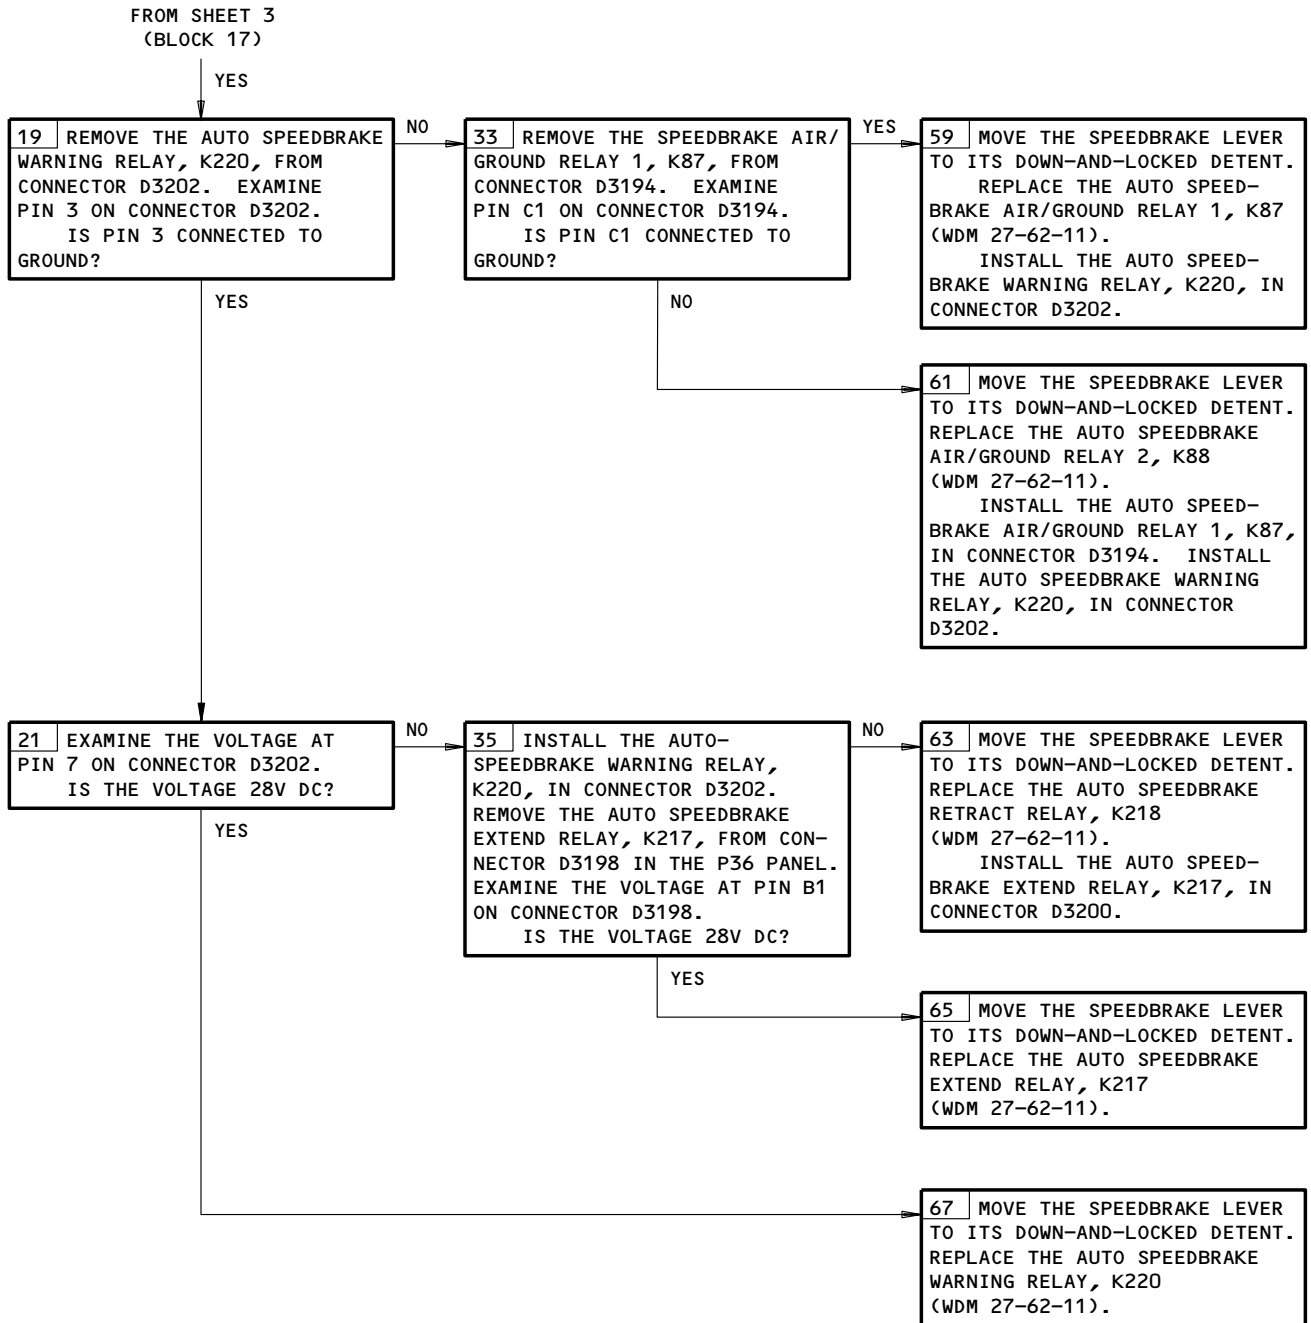 FROM SHEET 3
(BLOCK 17)
YES
19 REMOVE THE AUTO SPEEDBRAKE
WARNING RELAY, K220, FROM
CONNECTOR D3202. EXAMINE
PIN 3 ON CONNECTOR D3202.
IS PIN 3 CONNECTED TO
GROUND?
NO
33 REMOVE THE SPEEDBRAKE AIR/
GROUND RELAY 1, K87, FROM
CONNECTOR D3194. EXAMINE
PIN C1 ON CONNECTOR D3194.
IS PIN C1 CONNECTED TO
GROUND?
YES
59 MOVE THE SPEEDBRAKE LEVER
TO ITS DOWN-AND-LOCKED DETENT.
REPLACE THE AUTO SPEED-
BRAKE AIR/GROUND RELAY 1, K87
(WDM 27-62-11).
INSTALL THE AUTO SPEED-
BRAKE WARNING RELAY, K220, IN
CONNECTOR D3202.
YES
NO
61 MOVE THE SPEEDBRAKE LEVER
TO ITS DOWN-AND-LOCKED DETENT.
REPLACE THE AUTO SPEEDBRAKE
AIR/GROUND RELAY 2, K88
(WDM 27-62-11).
INSTALL THE AUTO SPEED-
BRAKE AIR/GROUND RELAY 1, K87,
IN CONNECTOR D3194. INSTALL
THE AUTO SPEEDBRAKE WARNING
RELAY, K220, IN CONNECTOR
D3202.
21 EXAMINE THE VOLTAGE AT
PIN 7 ON CONNECTOR D3202.
IS THE VOLTAGE 28V DC?
NO
35 INSTALL THE AUTO-
SPEEDBRAKE WARNING RELAY,
K220, IN CONNECTOR D3202.
REMOVE THE AUTO SPEEDBRAKE
EXTEND RELAY, K217, FROM CON-
NECTOR D3198 IN THE P36 PANEL.
EXAMINE THE VOLTAGE AT PIN B1
ON CONNECTOR D3198.
IS THE VOLTAGE 28V DC?
NO
63 MOVE THE SPEEDBRAKE LEVER
TO ITS DOWN-AND-LOCKED DETENT.
REPLACE THE AUTO SPEEDBRAKE
RETRACT RELAY, K218
(WDM 27-62-11).
INSTALL THE AUTO SPEED-
BRAKE EXTEND RELAY, K217, IN
CONNECTOR D3200.
YES
YES
65 MOVE THE SPEEDBRAKE LEVER
TO ITS DOWN-AND-LOCKED DETENT.
REPLACE THE AUTO SPEEDBRAKE
EXTEND RELAY, K217
(WDM 27-62-11).
67 MOVE THE SPEEDBRAKE LEVER
TO ITS DOWN-AND-LOCKED DETENT.
REPLACE THE AUTO SPEEDBRAKE
WARNING RELAY, K220
(WDM 27-62-11).